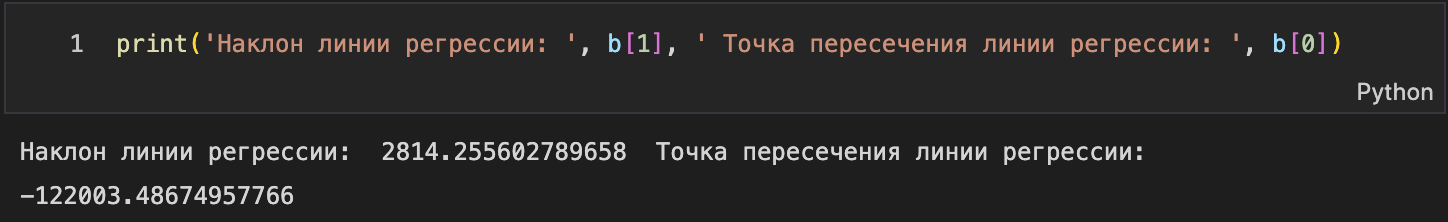 1 print('Наклон линии регрессии: ', b[1], ' Точка пересечения линии регрессии: ', b[0])
Python
Наклон линии регрессии:  2814.255602789658  Точка пересечения линии регрессии:
-122003.48674957766